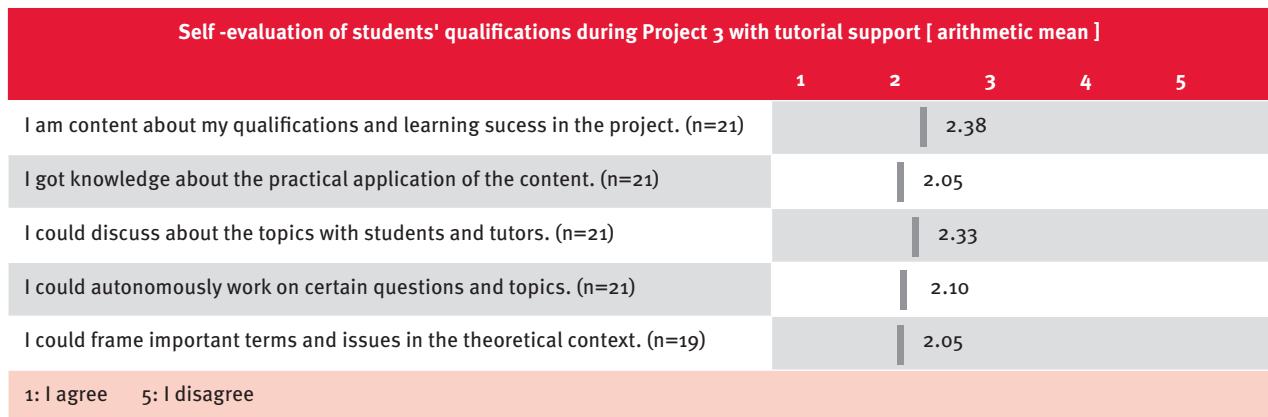 Self -evaluation of students' qualifications during Project 3 with tutorial support [ arithmetic mean ]
1 2 3 4 5
I am content about my qualifications and learning sucess in the project. (n=21) 2.38
I got knowledge about the practical application of the content. (n=21) 2.05
I could discuss about the topics with students and tutors. (n=21) 2.33
I could autonomously work on certain questions and topics. (n=21) 2.10
I could frame important terms and issues in the theoretical context. (n=19) 2.05
1: I agree 5: I disagree